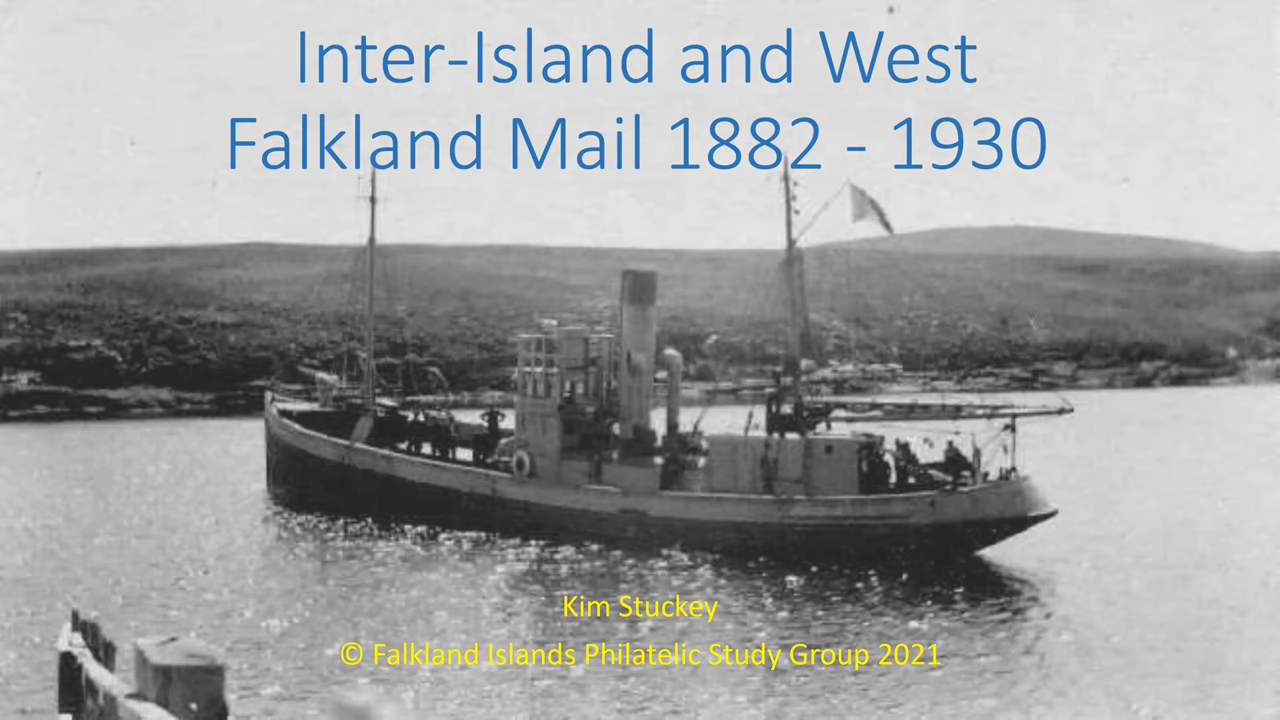 Inter-Island and West
Falkland Mail 1882 - 1930
Kim Stuckey
© Falkland Islands Philatelic Study Group 2021